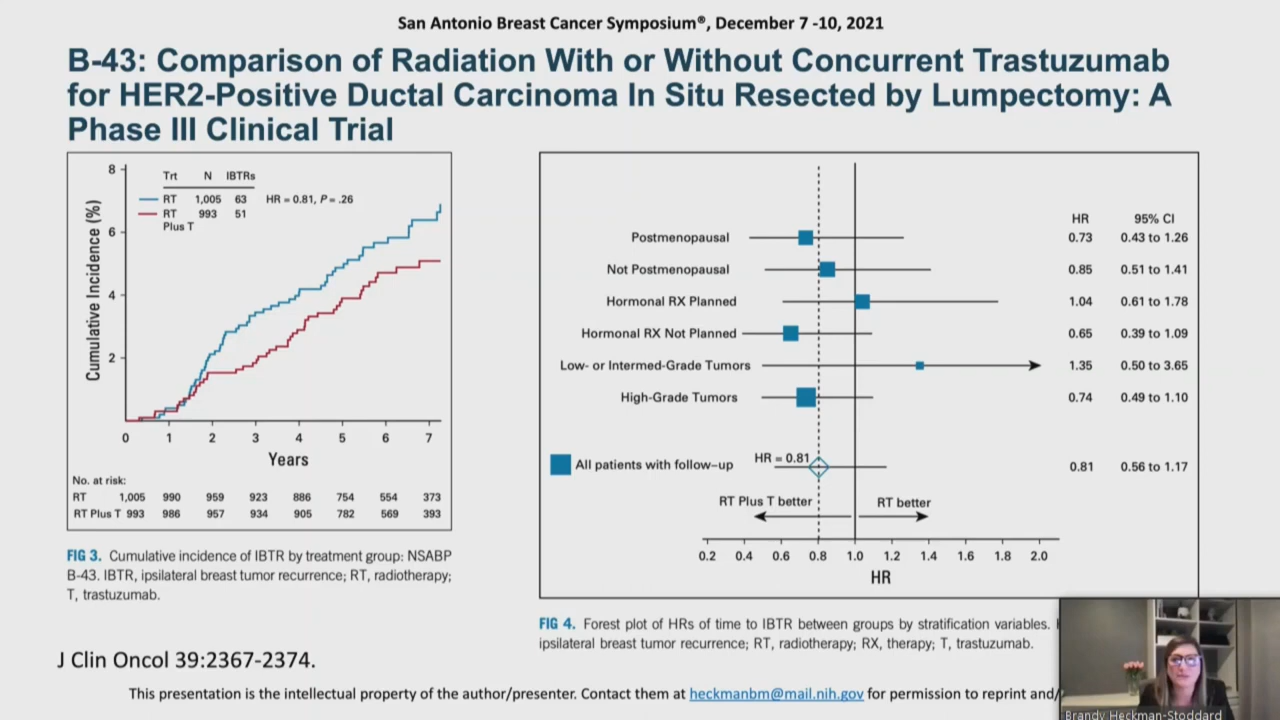 San Antonio Breast Cancer Symposium®, December 7 -10, 2021
B-43: Comparison of Radiation With or Without Concurrent Trastuzumab
for HER2-Positive Ductal Carcinoma In Situ Resected by Lumpectomy: A
Phase III Clinical Trial
Cumulative Incidence (%)
8
6
4
2
Trt N IBTRs
RT 1,005 63 HR = 0.81, P = .26
RT 993 51
Plus T
0 1 2 3 4 5 6 7
Years
No. at risk:
RT 1,005 990 959 923 886 754 554 373
RT Plus T 993 986 957 934 905 782 569 393
FIG 3. Cumulative incidence of IBTR by treatment group: NSABP
B-43. IBTR, ipsilateral breast tumor recurrence; RT, radiotherapy;
T, trastuzumab.
HR 95% CI
Postmenopausal 0.73 0.43 to 1.26
Not Postmenopausal 0.85 0.51 to 1.41
Hormonal RX Planned 1.04 0.61 to 1.78
Hormonal RX Not Planned 0.65 0.39 to 1.09
Low- or Intermed-Grade Tumors 1.35 0.50 to 3.65
High-Grade Tumors 0.74 0.49 to 1.10
HR = 0.81
All patients with follow-up 0.81 0.56 to 1.17
RT Plus T better RT better
0.2 0.4 0.6 0.8 1.0 1.2 1.4 1.6 1.8 2.0
HR
FIG 4. Forest plot of HRs of time to IBTR between groups by stratification variables.
ipsilateral breast tumor recurrence; RT, radiotherapy; RX, therapy; T, trastuzumab.
J Clin Oncol 39:2367-2374.
This presentation is the intellectual property of the author/presenter. Contact them at heckmanbm@mail.nih.gov for permission to reprint and/
Brandy Heckman-Stoddard